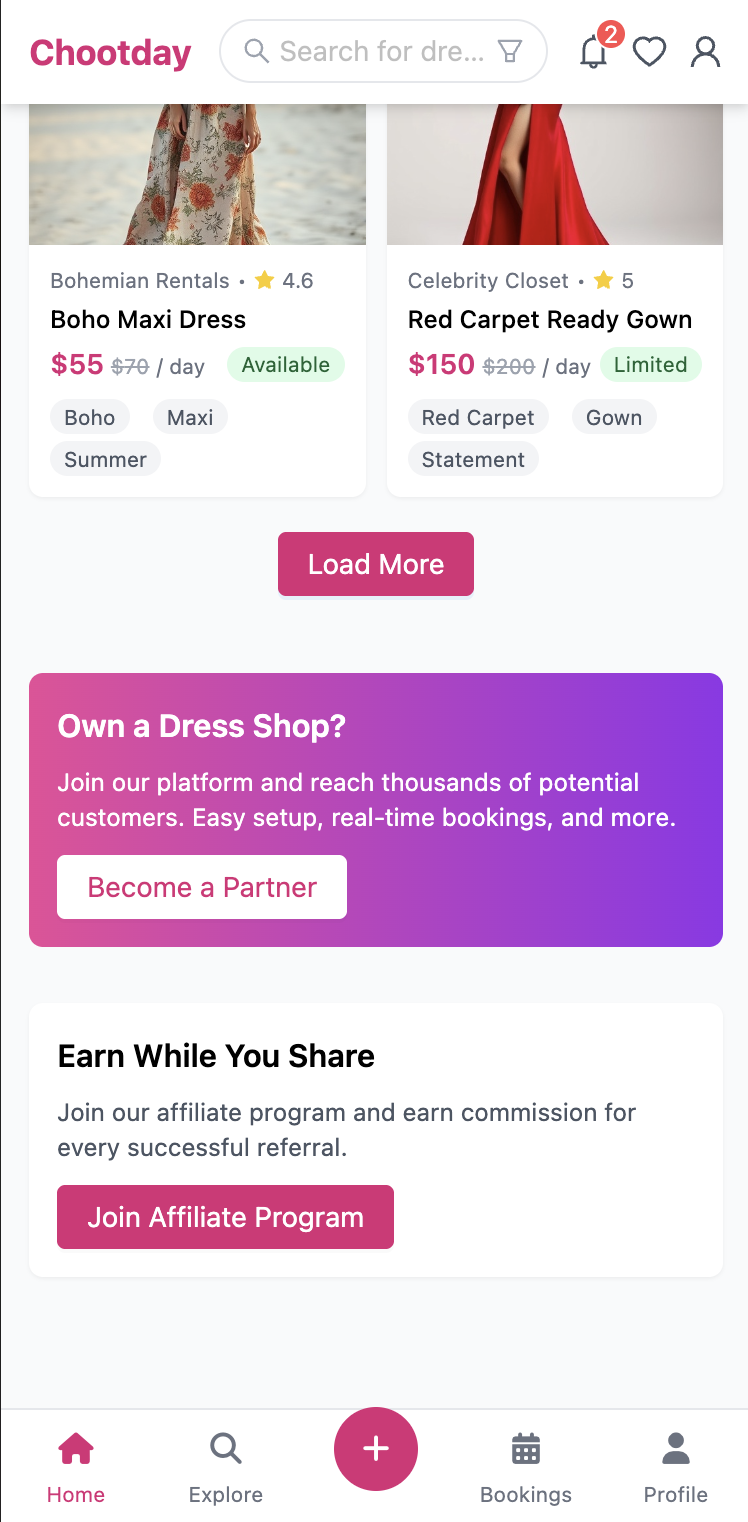 Chootday
Search for dre...
2
Bohemian Rentals • 4.6
Boho Maxi Dress
$55 $70 / day Available
Boho Maxi
Summer
Celebrity Closet • 5
Red Carpet Ready Gown
$150 $200 / day Limited
Red Carpet Gown
Statement
Load More
Own a Dress Shop?
Join our platform and reach thousands of potential
customers. Easy setup, real-time bookings, and more.
Become a Partner
Earn While You Share
Join our affiliate program and earn commission for
every successful referral.
Join Affiliate Program
Home
Explore
Bookings
Profile